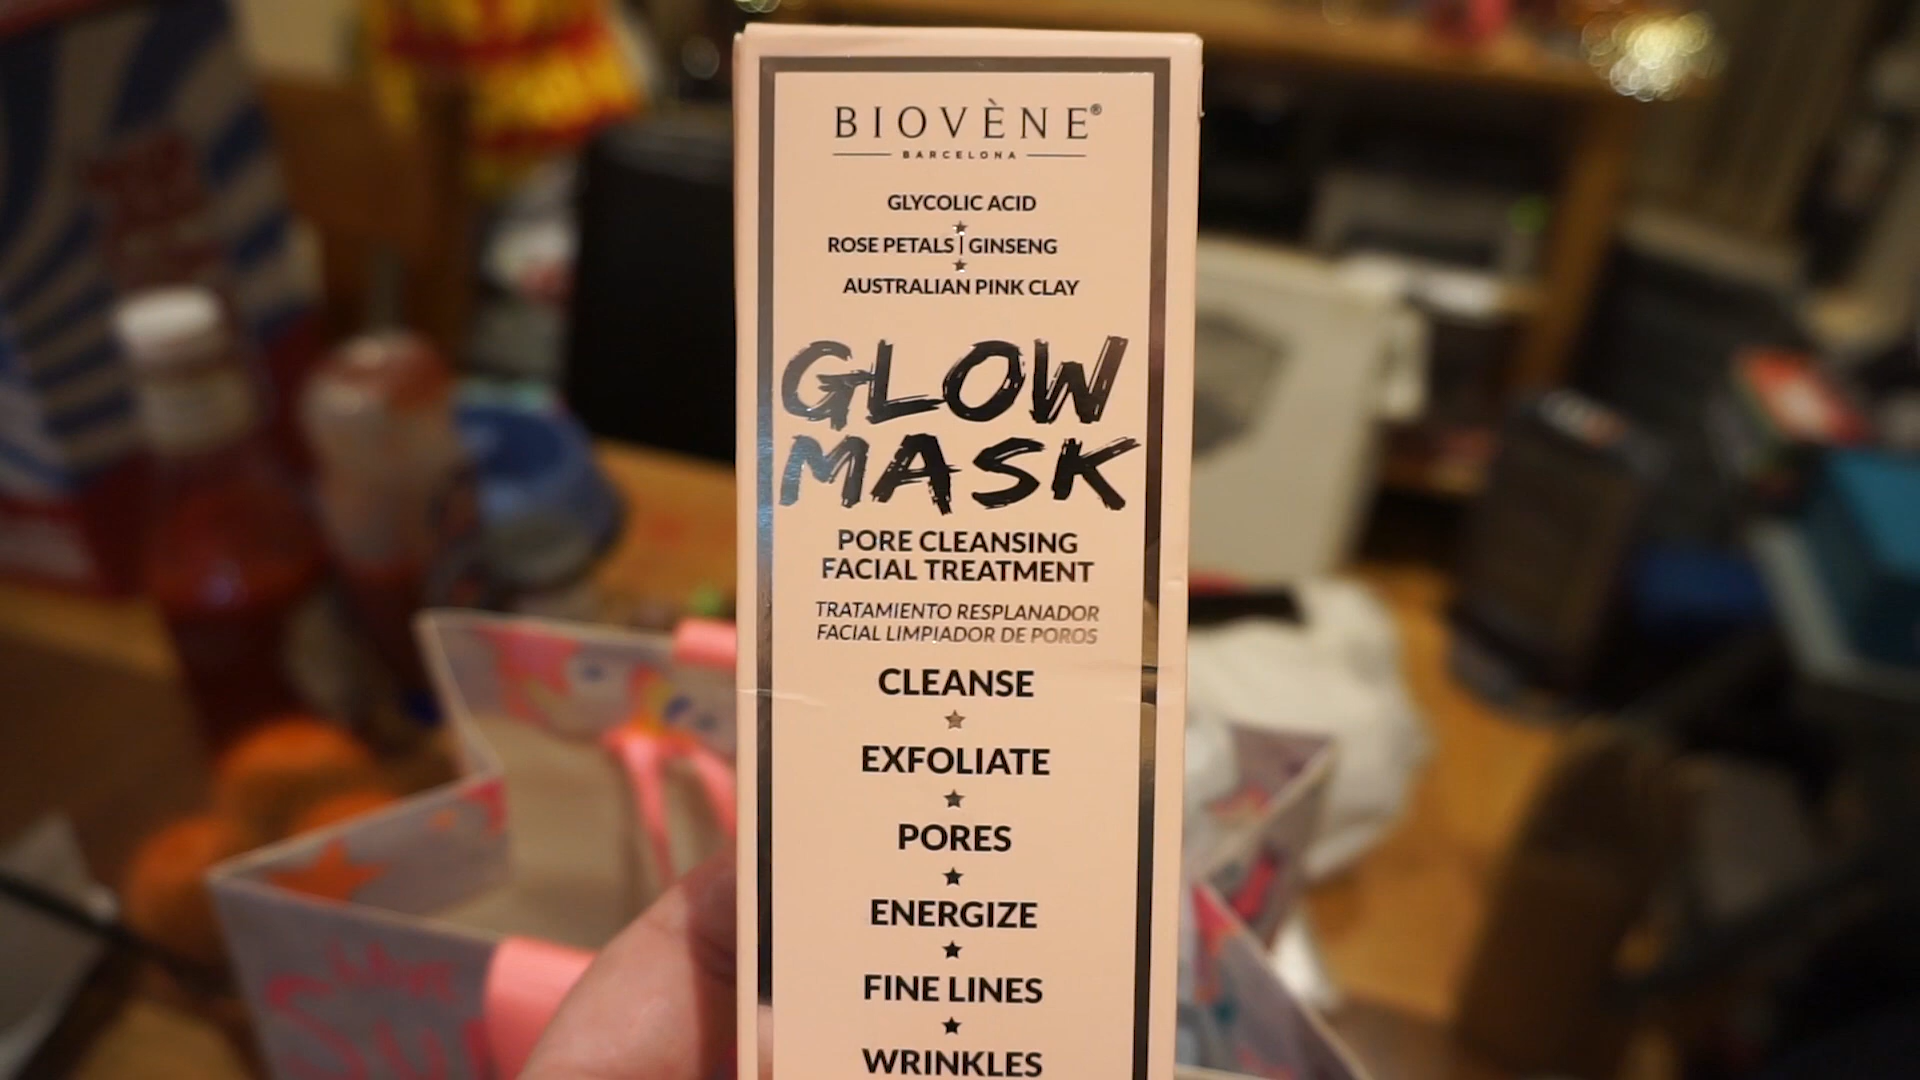 BIOVÈNE®
BARCELONA
GLYCOLIC ACID
ROSE PETALS | GINSENG
AUSTRALIAN PINK CLAY
GLOW
MASK
PORE CLEANSING
FACIAL TREATMENT
TRATAMIENTO RESPLANADOR
FACIAL LIMPIADOR DE POROS
CLEANSE
EXFOLIATE
PORES
ENERGIZE
FINE LINES
WRINKLES